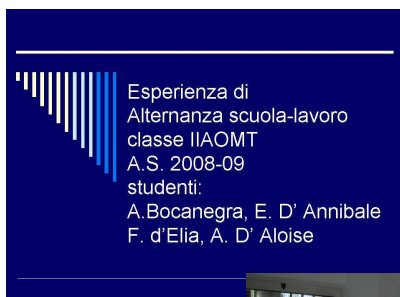 Esperienza di
Alternanza scuola-lavoro
classe IIAOMT
A.S. 2008-09
studenti:
A.Bocanegra, E. D' Annibale
F. d'Elia, A. D' Aloise